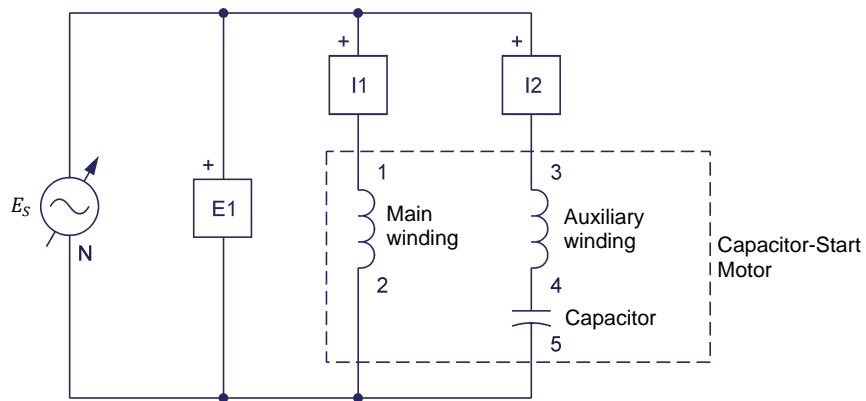 +
+
I1
I2
+
1
3
E_S
E1
Main
winding
Auxiliary
winding
Capacitor-Start
Motor
N
2
4
Capacitor
5